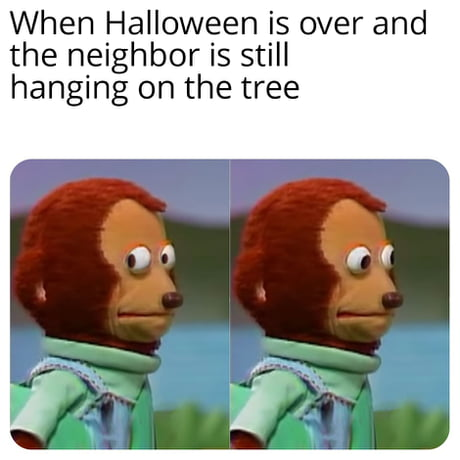 When Halloween is over and
the neighbor is still
hanging on the tree